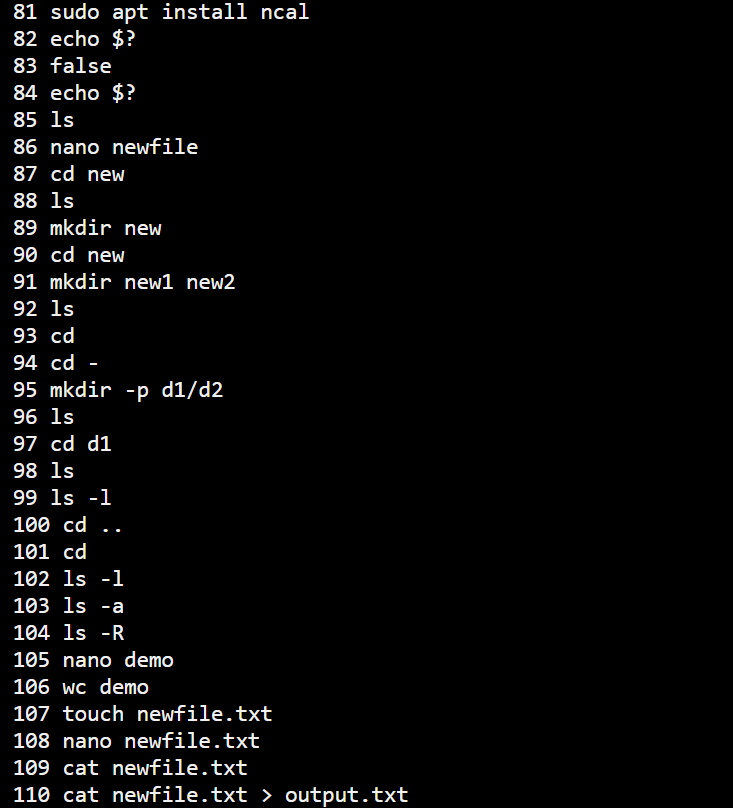 81 sudo apt install ncal
82 echo $?
83 false
84 echo $?
85 ls
86 nano newfile
87 cd new
88 ls
89 mkdir new
90 cd new
91 mkdir new1 new2
92 ls
93 cd
94 cd -
95 mkdir -p d1/d2
96 ls
97 cd d1
98 ls
99 ls -l
100 cd ..
101 cd
102 ls -l
103 ls -a
104 ls -R
105 nano demo
106 wc demo
107 touch newfile.txt
108 nano newfile.txt
109 cat newfile.txt
110 cat newfile.txt > output.txt